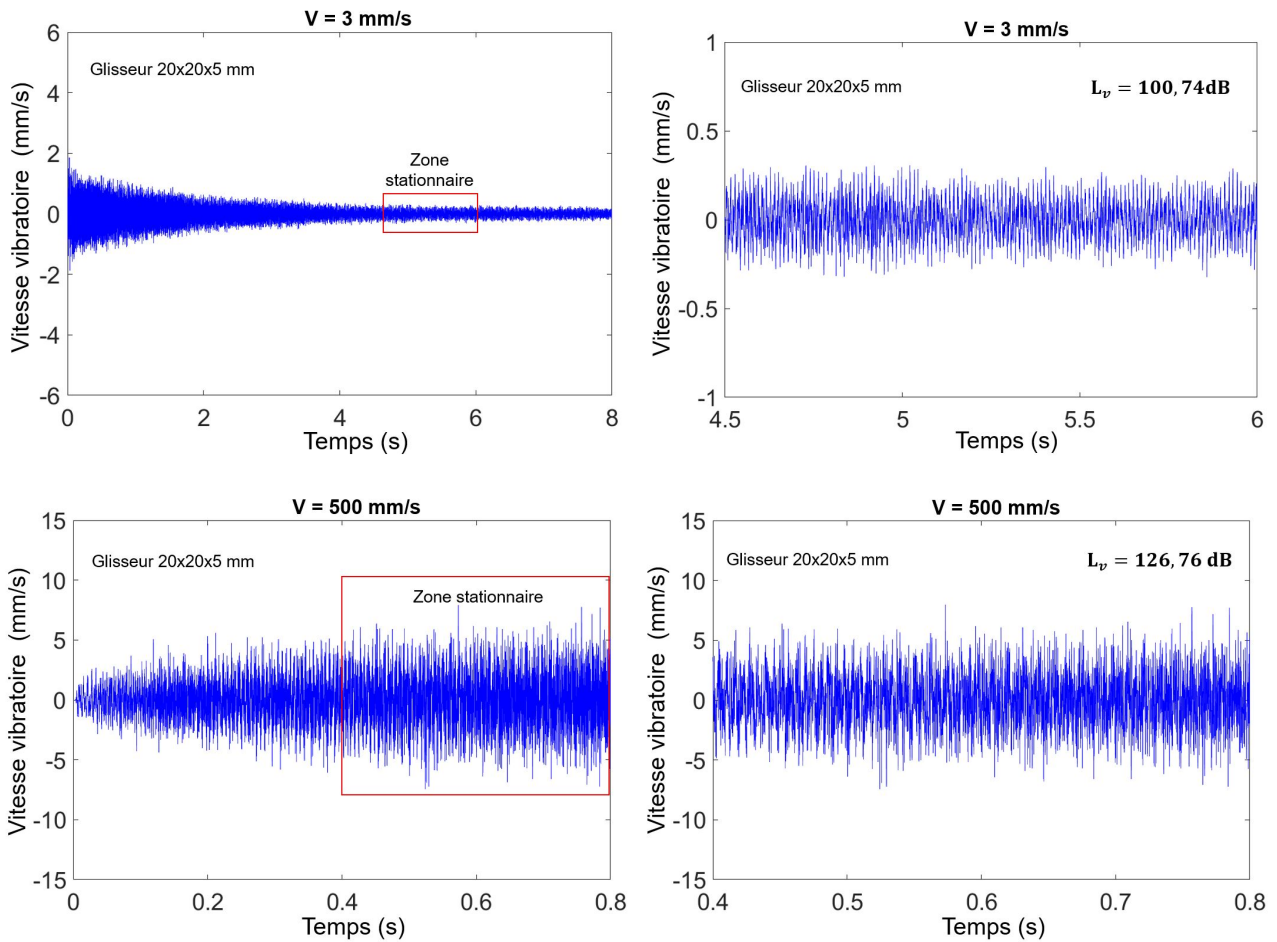 V = 3 mm/s
6
4
2
0
-2
-4
-6
Vitesse vibratoire (mm/s)
Glisseur 20x20x5 mm
Zone
stationnaire
0
2
4
6
8
Temps (s)
V = 3 mm/s
1
0.5
0
-0.5
-1
Vitesse vibratoire (mm/s)
Glisseur 20x20x5 mm
L_v = 100,74dB
4.5
5
5.5
6
Temps (s)
V = 500 mm/s
15
10
5
0
-5
-10
-15
Vitesse vibratoire (mm/s)
Glisseur 20x20x5 mm
Zone stationnaire
0
0.2
0.4
0.6
0.8
Temps (s)
V = 500 mm/s
15
10
5
0
-5
-10
-15
Vitesse vibratoire (mm/s)
Glisseur 20x20x5 mm
L_v = 126,76 dB
0.4
0.5
0.6
0.7
0.8
Temps (s)